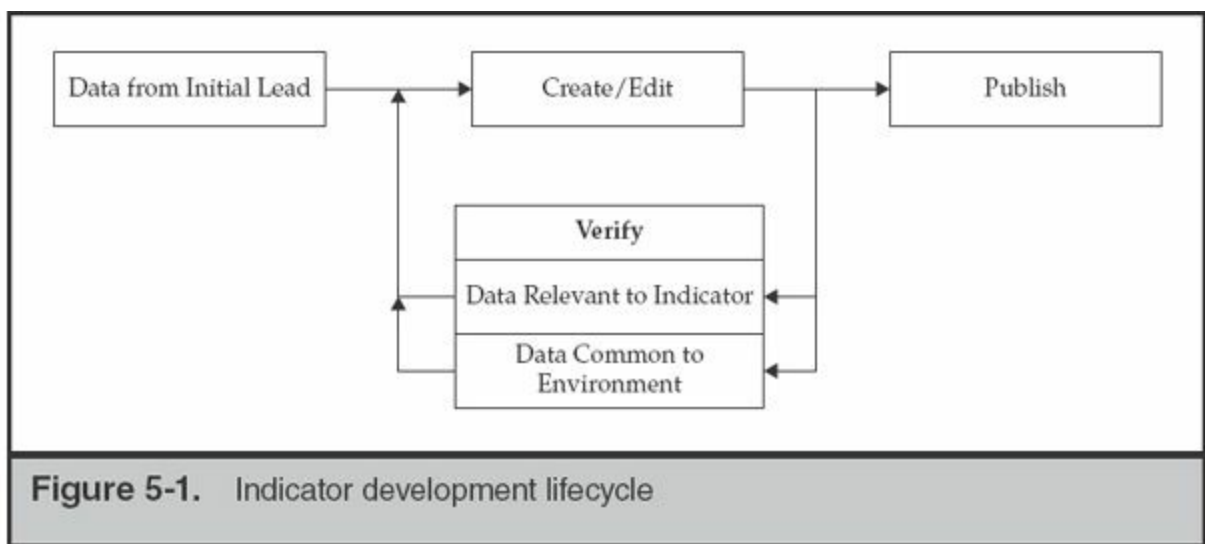 Data from Initial Lead
Create/Edit
Publish
Verify
Data Relevant to Indicator
Data Common to
Environment
Figure 5-1. Indicator development lifecycle